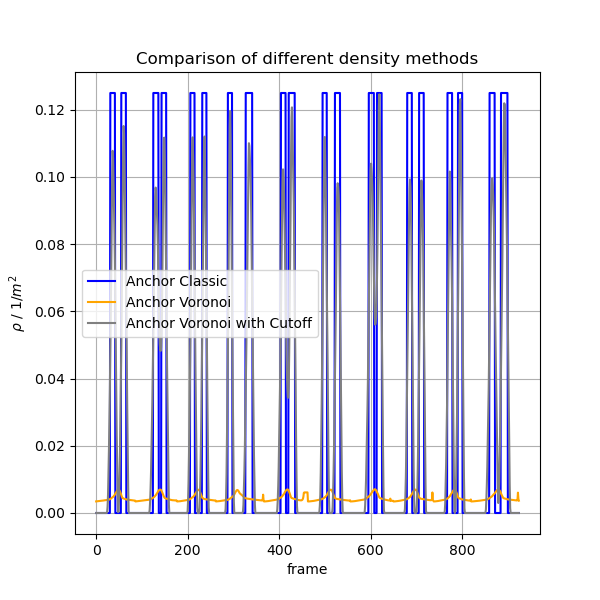 Comparison of different density methods
0.12
0.10
0.08
0.06
0.04
0.02
0.00
ρ / 1/m²
Anchor Classic
Anchor Voronoi
Anchor Voronoi with Cutoff
0 200 400 600 800
frame